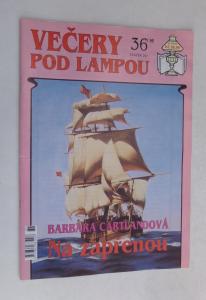 VEČERY
POD LAMPOU
36
BARBARA CARTLANDOVÁ
Na zapřenou